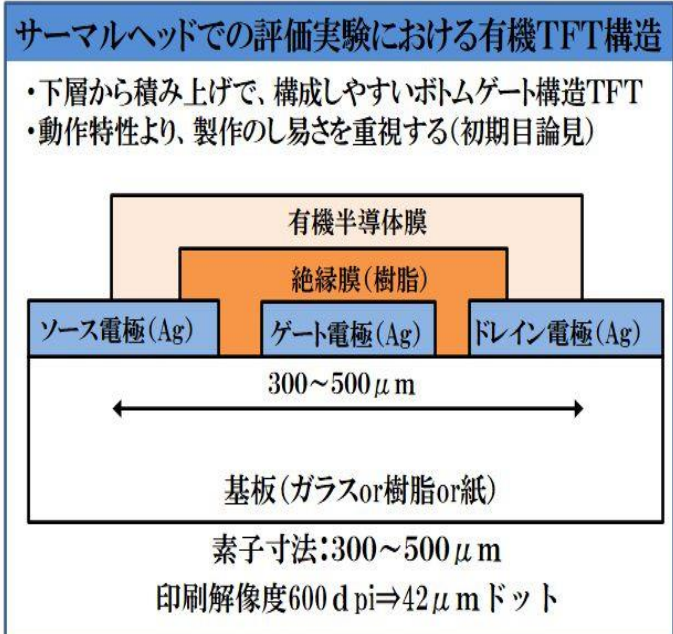 サーマルヘッドでの評価実験における有機TFT構造
・下層から積み上げで、構成しやすいボトムゲート構造TFT
・動作特性より、製作のし易さを重視する(初期目論見)
有機半導体膜
絶縁膜(樹脂)
ソース電極(Ag)
ゲート電極(Ag)
ドレイン電極(Ag)
300~500μm
基板(ガラスor樹脂or紙)
素子寸法:300~500μm
印刷解像度600dpi⇒42μmドット